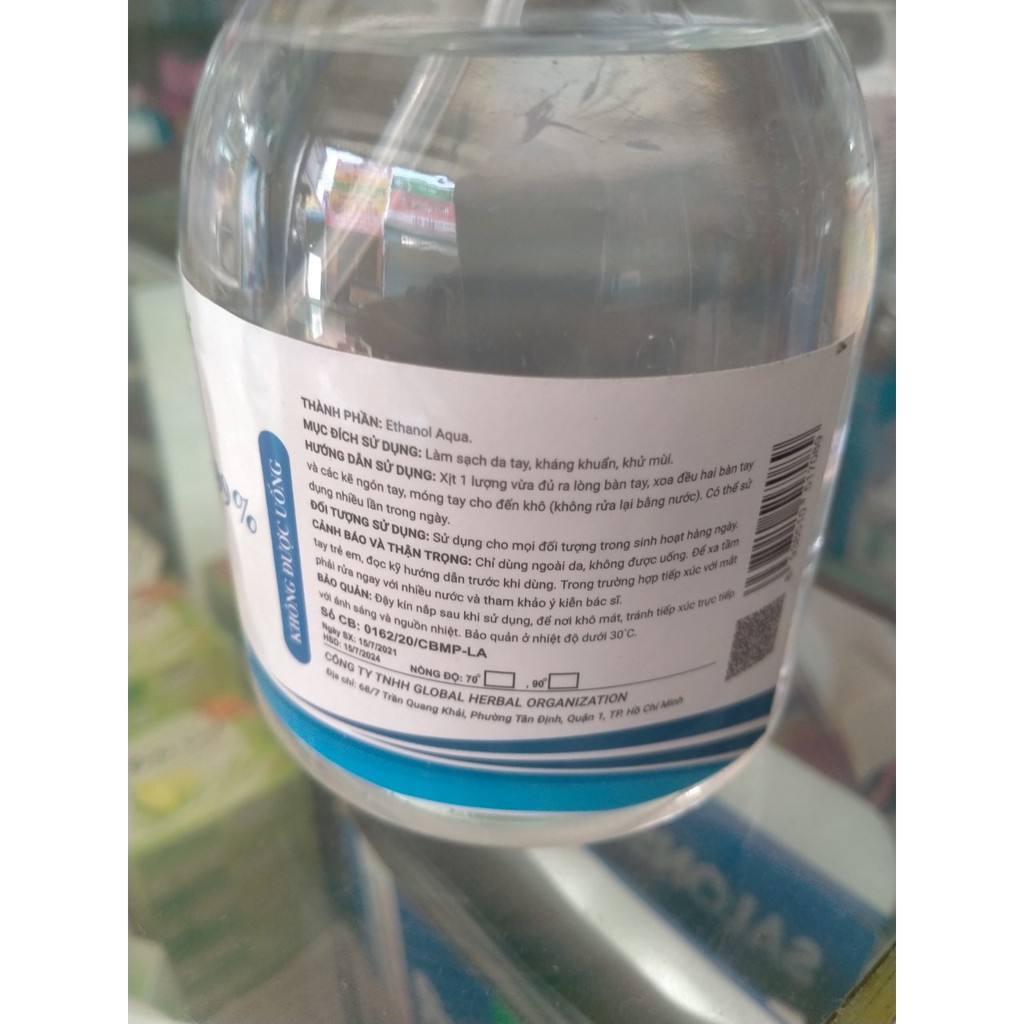 THÀNH PHẦN: Ethanol Aqua.
MỤC ĐÍCH SỬ DỤNG: Làm sạch da tay, kháng khuẩn, khử mùi.
HƯỚNG DẪN SỬ DỤNG: Xịt 1 lượng vừa đủ ra lòng bàn tay, xoa đều hai bàn tay
và các kẽ ngón tay, móng tay cho đến khô (không rửa lại bằng nước). Có thể sử
dụng nhiều lần trong ngày.
ĐỐI TƯỢNG SỬ DỤNG: Sử dụng cho mọi đối tượng trong sinh hoạt hàng ngày.
CẢNH BÁO VÀ THẬN TRỌNG: Chỉ dùng ngoài da, không được uống. Để xa tầm
tay trẻ em, đọc kỹ hướng dẫn trước khi dùng. Trong trường hợp tiếp xúc với mắt
phải rửa ngay với nhiều nước và tham khảo ý kiến bác sĩ.
BẢO QUẢN: Đậy kín nắp sau khi sử dụng, để nơi khô mát, tránh tiếp xúc trực tiếp
với ánh sáng và nguồn nhiệt. Bảo quản ở nhiệt độ dưới 30°C.
Số CB: 0162/20/CBMP-LA
Ngày SX: 15/7/2021
HSD: 15/7/2024
NỒNG ĐỘ: 70° , 90°
CÔNG TY TNHH GLOBAL HERBAL ORGANIZATION
Địa chỉ: 68/7 Trần Quang Khải, Phường Tân Định, Quận 1, TP. Hồ Chí Minh
KHÔNG ĐƯỢC UỐNG
%